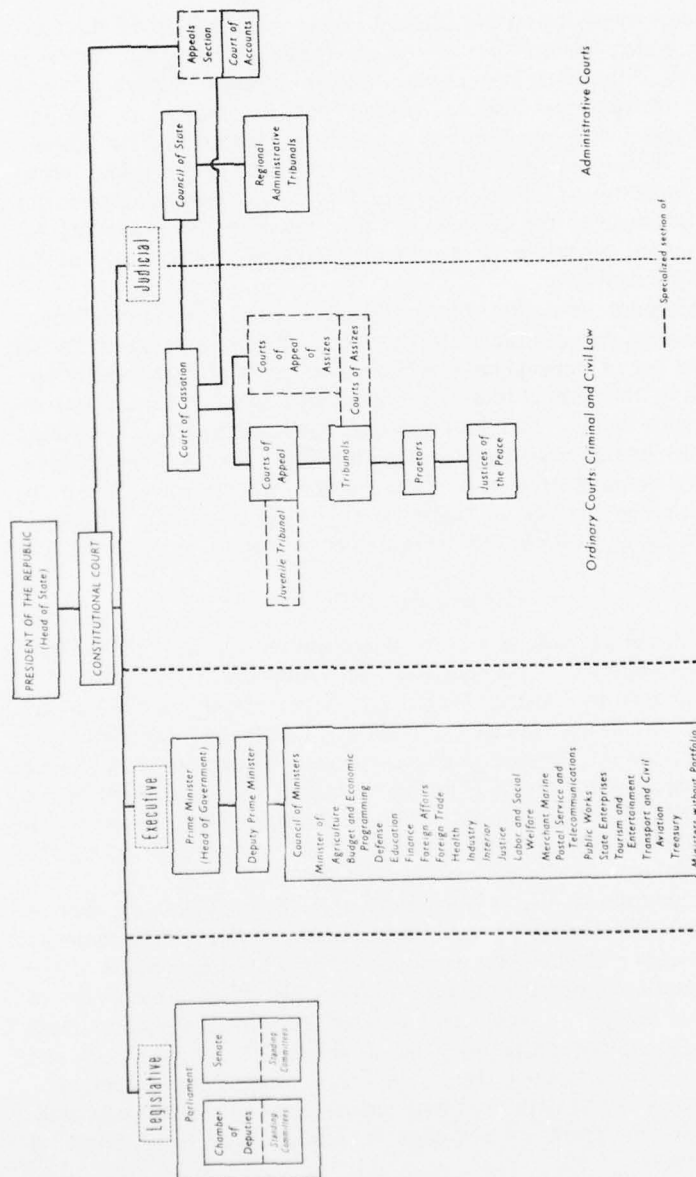 PRESIDENT OF THE REPUBLIC
(Head of State)
CONSTITUTIONAL COURT
Legislative
Parliament
Chamber
of
Deputies
Standing
Committees
Senate
Standing
Committees
Executive
Prime Minister
(Head of Government)
Deputy Prime Minister
Council of Ministers
Minister of
Agriculture
Budget and Economic
Programming
Defense
Education
Finance
Foreign Affairs
Foreign Trade
Health
Industry
Interior
Justice
Labor and Social
Welfare
Merchant Marine
Postal Service and
Telecommunications
Public Works
State Enterprises
Tourism and
Entertainment
Transport and Civil
Aviation
Treasury
Ministers without Portfolio
Judicial
Court of Cassation
Courts of
Appeal
Juvenile Tribunal
Courts
of
Appeal
of
Assizes
Tribunals
Courts of Assizes
Praetors
Justices of
the Peace
Ordinary Courts: Criminal and Civil Law
Council of State
Regional
Administrative
Tribunals
Appeals
Section
Court of
Accounts
Administrative Courts
Specialized section of